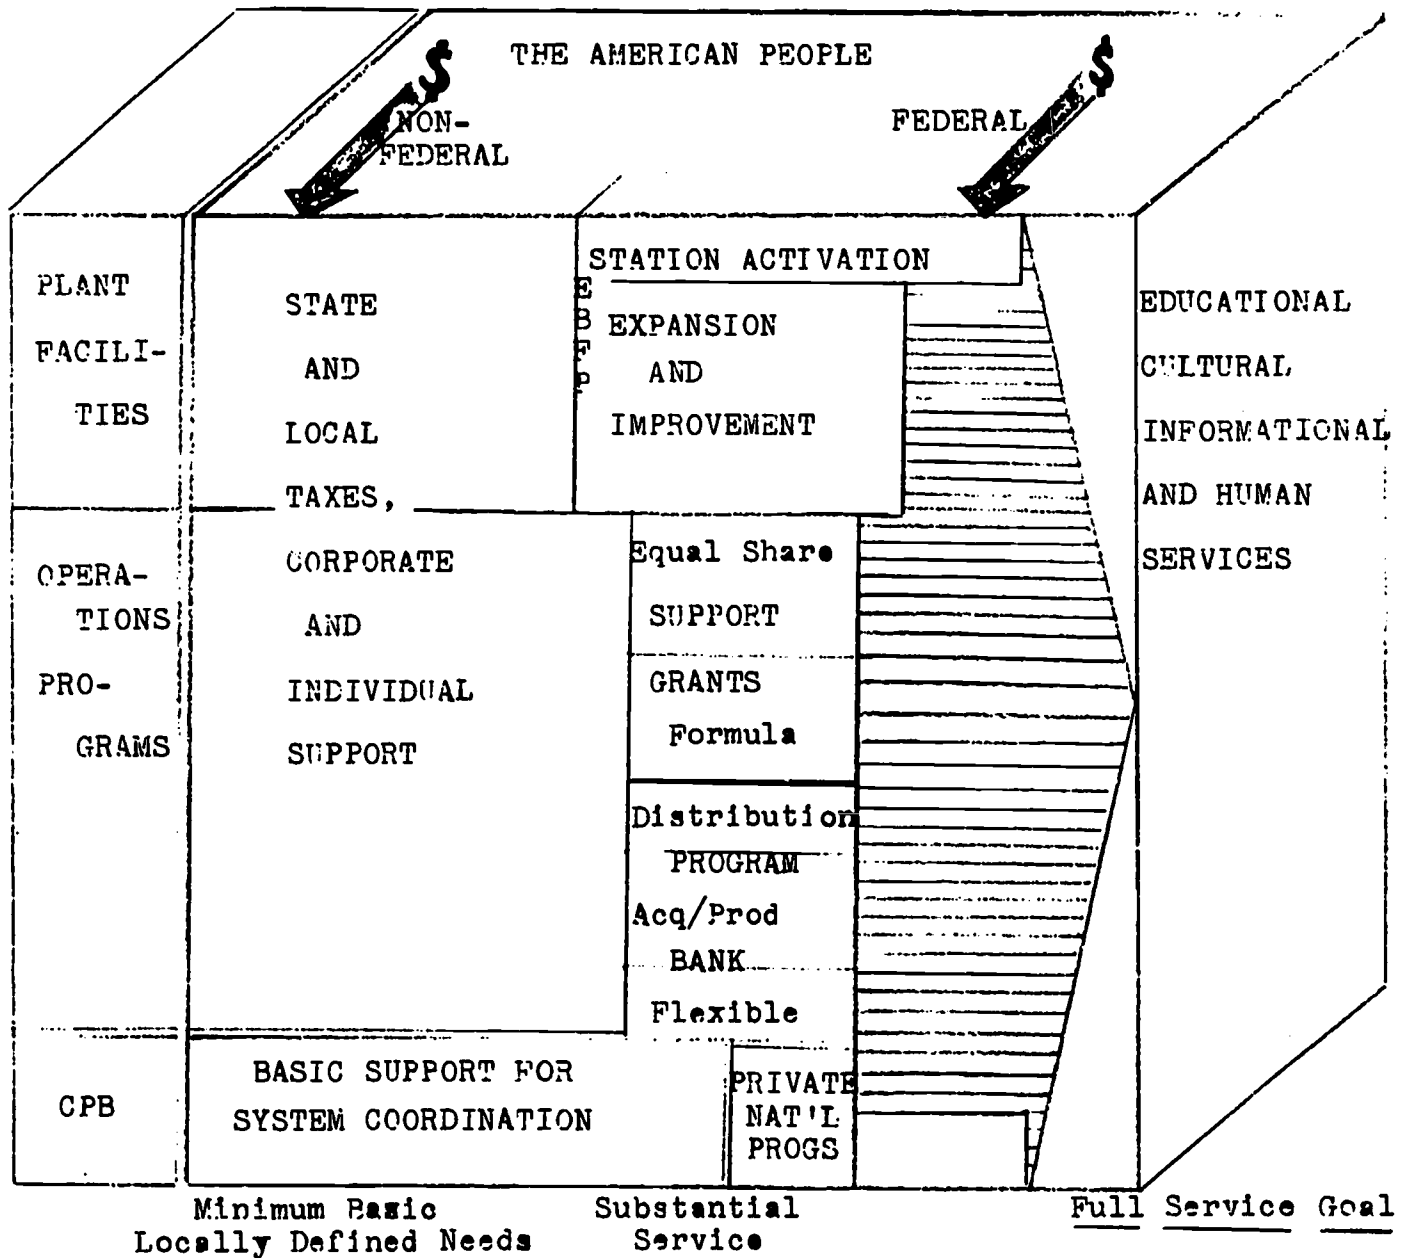 THE AMERICAN PEOPLE
$
$
NON-
FEDERAL
FEDERAL
PLANT
FACILI-
TIES
OPERA-
TIONS
PRO-
GRAMS
CPB
STATE
AND
LOCAL
TAXES,
CORPORATE
AND
INDIVIDUAL
SUPPORT
STATION ACTIVATION
E
B
F
P
EXPANSION
AND
IMPROVEMENT
Equal Share
SUPPORT
GRANTS
Formula
Distribution
PROGRAM
Acq/Prod
BANK
Flexible
BASIC SUPPORT FOR
SYSTEM COORDINATION
PRIVATE
NAT'L
PROGS
EDUCATIONAL
CULTURAL
INFORMATIONAL
AND HUMAN
SERVICES
Minimum Basic
Locally Defined Needs
Substantial
Service
Full Service Goal